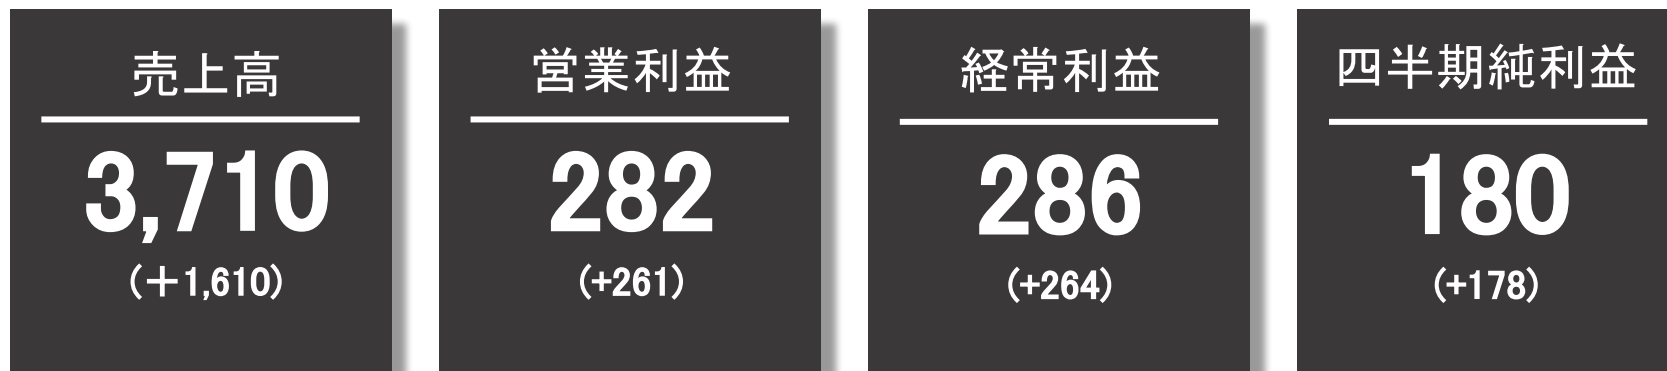 売上高
3,710
(＋1,610)
営業利益
282
(+261)
経常利益
286
(+264)
四半期純利益
180
(+178)